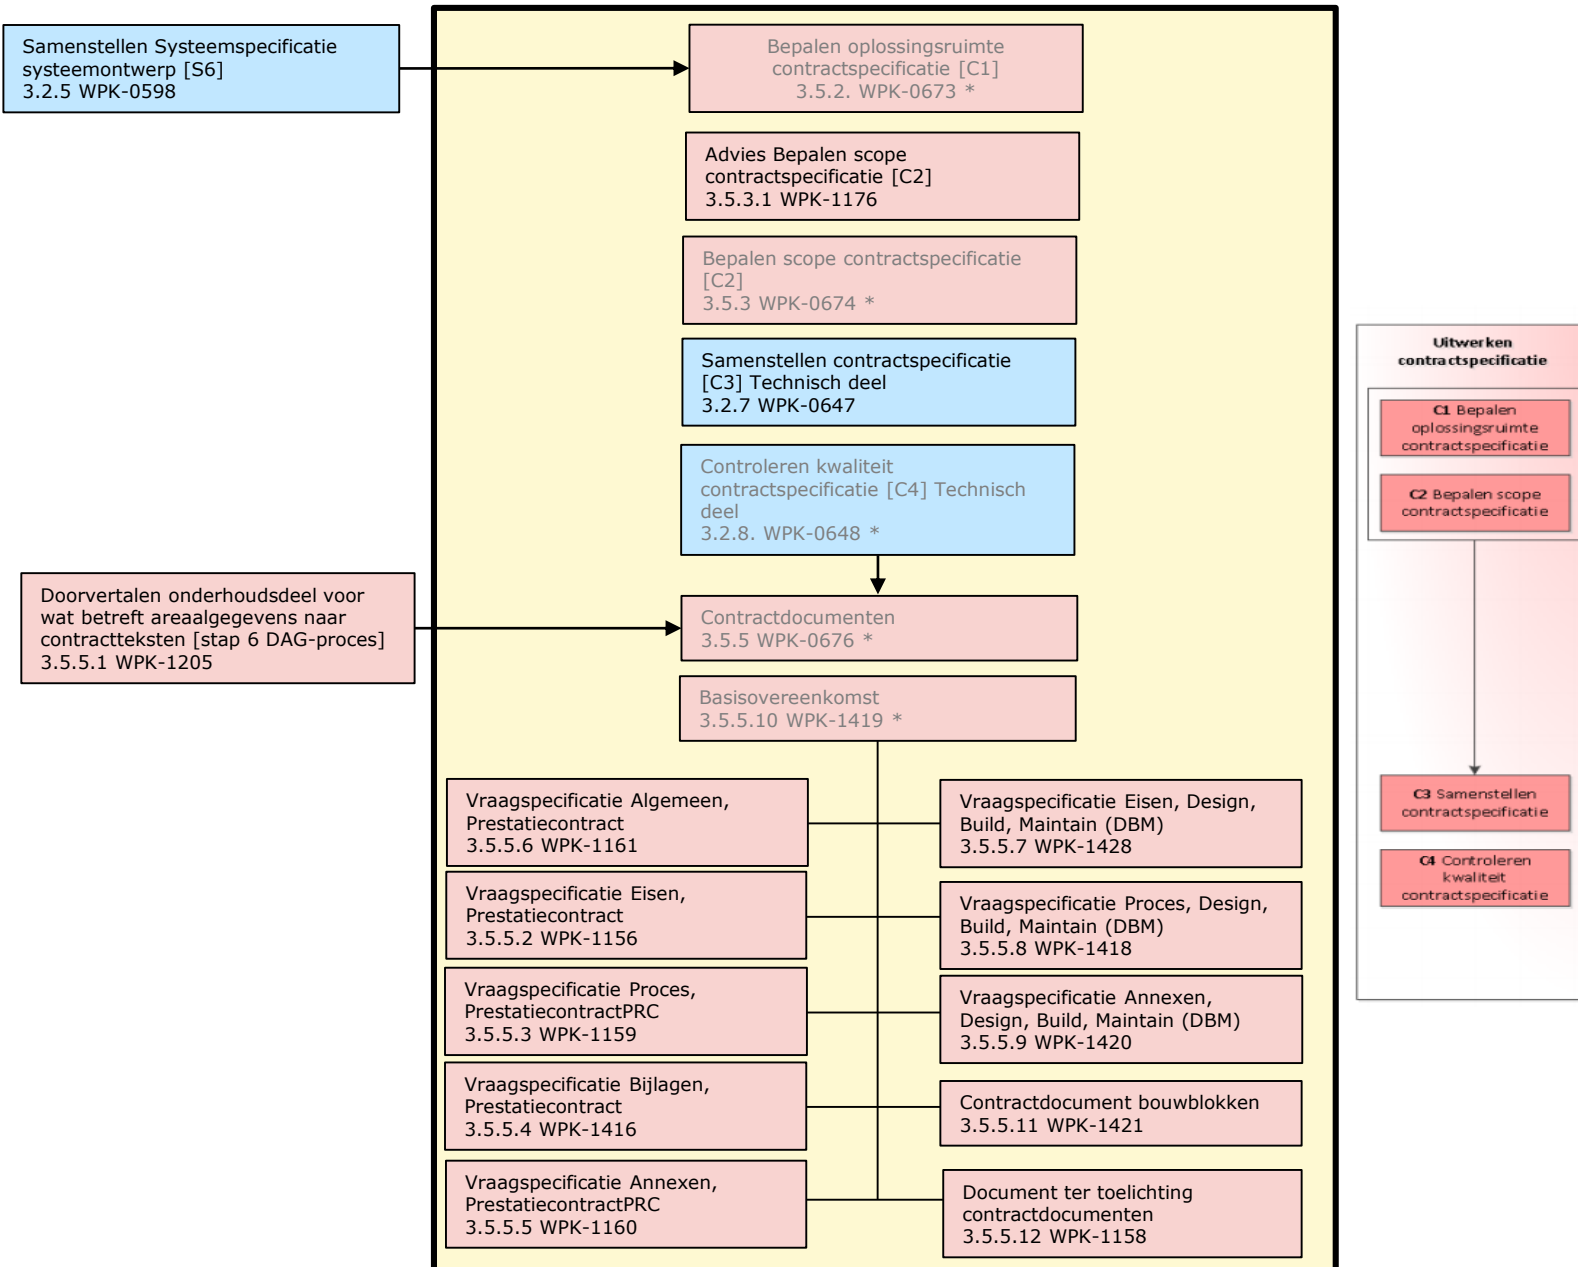 Samenstellen Systeemspecificatie
systeemontwerp [S6]
3.2.5 WPK-0598
Bepalen oplossingsruimte
contractspecificatie [C1]
3.5.2. WPK-0673 *
Advies Bepalen scope
contractspecificatie [C2]
3.5.3.1 WPK-1176
Bepalen scope contractspecificatie
[C2]
3.5.3 WPK-0674 *
Samenstellen contractspecificatie
[C3] Technisch deel
3.2.7 WPK-0647
Controleren kwaliteit
contractspecificatie [C4] Technisch
deel
3.2.8. WPK-0648 *
Doorvertalen onderhoudsdeel voor
wat betreft areaalgegevens naar
contractteksten [stap 6 DAG-proces]
3.5.5.1 WPK-1205
Contractdocumenten
3.5.5 WPK-0676 *
Basisovereenkomst
3.5.5.10 WPK-1419 *
Vraagspecificatie Algemeen,
Prestatiecontract
3.5.5.6 WPK-1161
Vraagspecificatie Eisen,
Prestatiecontract
3.5.5.2 WPK-1156
Vraagspecificatie Proces,
PrestatiecontractPRC
3.5.5.3 WPK-1159
Vraagspecificatie Bijlagen,
Prestatiecontract
3.5.5.4 WPK-1416
Vraagspecificatie Annexen,
PrestatiecontractPRC
3.5.5.5 WPK-1160
Vraagspecificatie Eisen, Design,
Build, Maintain (DBM)
3.5.5.7 WPK-1428
Vraagspecificatie Proces, Design,
Build, Maintain (DBM)
3.5.5.8 WPK-1418
Vraagspecificatie Annexen,
Design, Build, Maintain (DBM)
3.5.5.9 WPK-1420
Contractdocument bouwblokken
3.5.5.11 WPK-1421
Document ter toelichting
contractdocumenten
3.5.5.12 WPK-1158
Uitwerken
contractspecificatie
C1 Bepalen
oplossingsruimte
contractspecificatie
C2 Bepalen scope
contractspecificatie
C3 Samenstellen
contractspecificatie
C4 Controleren
kwaliteit
contractspecificatie